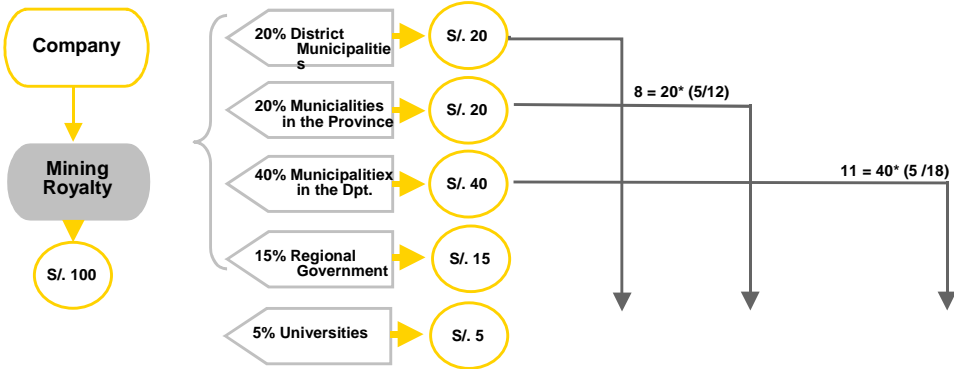 Company
Mining
Royalty
S/. 100
20% District
Municipalitie
s
S/. 20
20% Municialities
in the Province
S/. 20
8 = 20* (5/12)
40% Municipalitiex
in the Dpt.
S/. 40
11 = 40* (5 /18)
15% Regional
Government
S/. 15
5% Universities
S/. 5